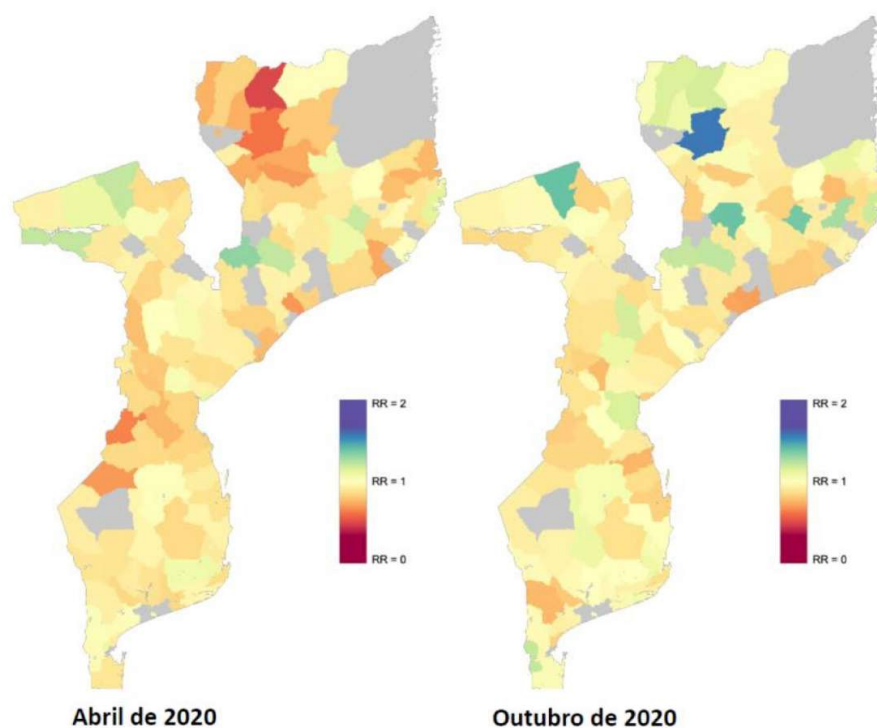 RR = 2
RR = 1
RR = 0
RR = 2
RR = 1
RR = 0
Abril de 2020
Outubro de 2020